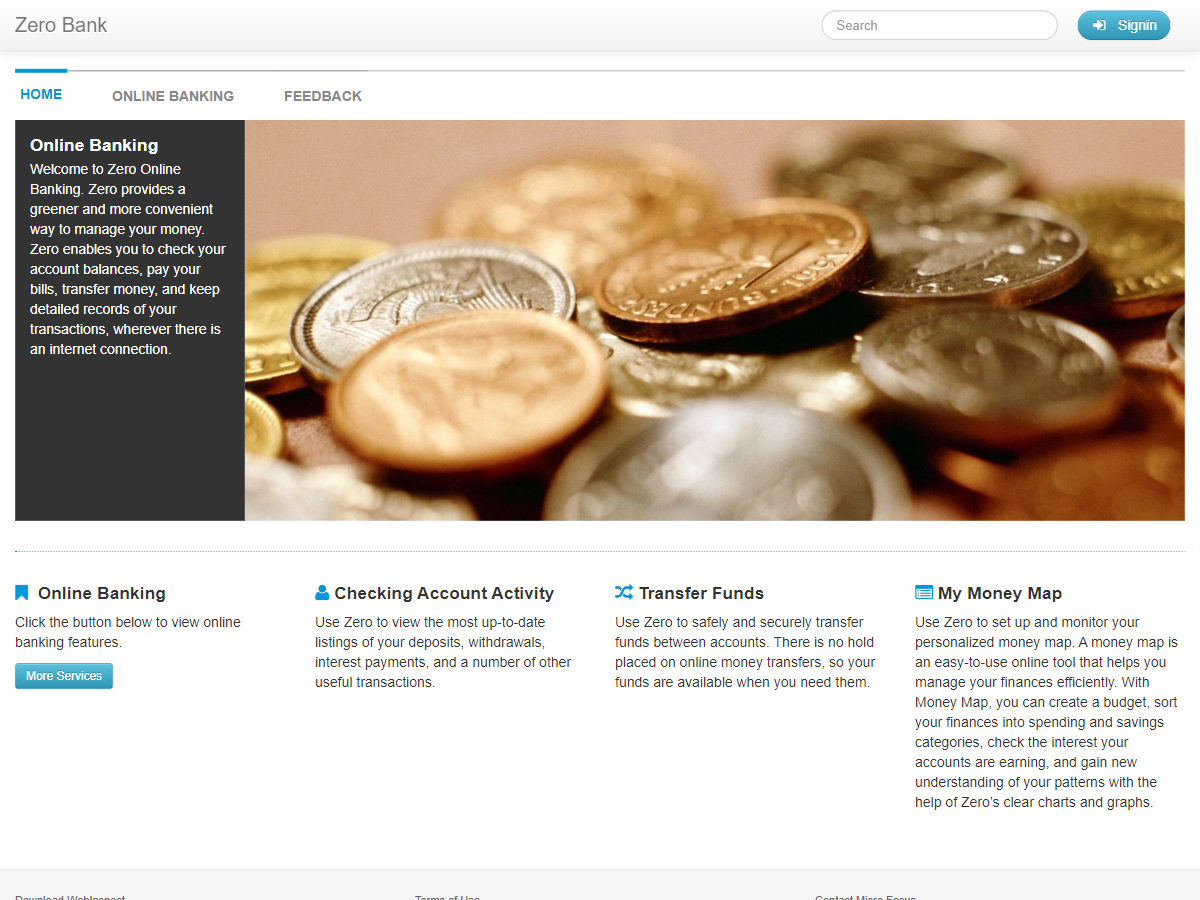 Zero Bank
Search
Signin
HOME
ONLINE BANKING
FEEDBACK
Online Banking
Welcome to Zero Online
Banking. Zero provides a
greener and more convenient
way to manage your money.
Zero enables you to check your
account balances, pay your
bills, transfer money, and keep
detailed records of your
transactions, wherever there is
an internet connection.
Online Banking
Click the button below to view online
banking features.
More Services
Checking Account Activity
Use Zero to view the most up-to-date
listings of your deposits, withdrawals,
interest payments, and a number of other
useful transactions.
Transfer Funds
Use Zero to safely and securely transfer
funds between accounts. There is no hold
placed on online money transfers, so your
funds are available when you need them.
My Money Map
Use Zero to set up and monitor your
personalized money map. A money map is
an easy-to-use online tool that helps you
manage your finances efficiently. With
Money Map, you can create a budget, sort
your finances into spending and savings
categories, check the interest your
accounts are earning, and gain new
understanding of your patterns with the
help of Zero’s clear charts and graphs.
Download WebInspect
Terms of Use
Contact Micro Focus